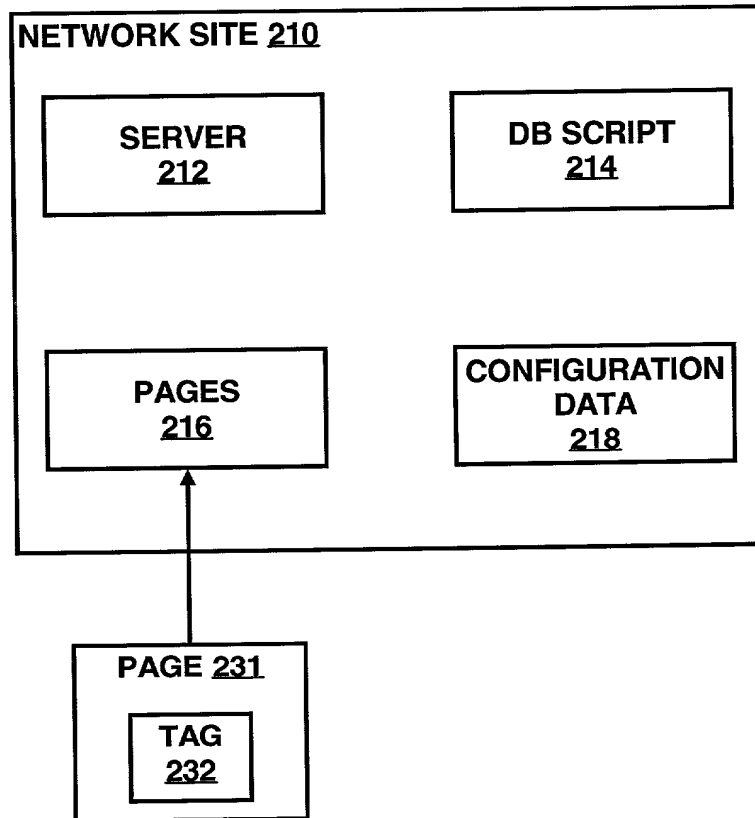 NETWORK SITE 210
SERVER
212
DB SCRIPT
214
PAGES
216
CONFIGURATION
DATA
218
PAGE 231
TAG
232